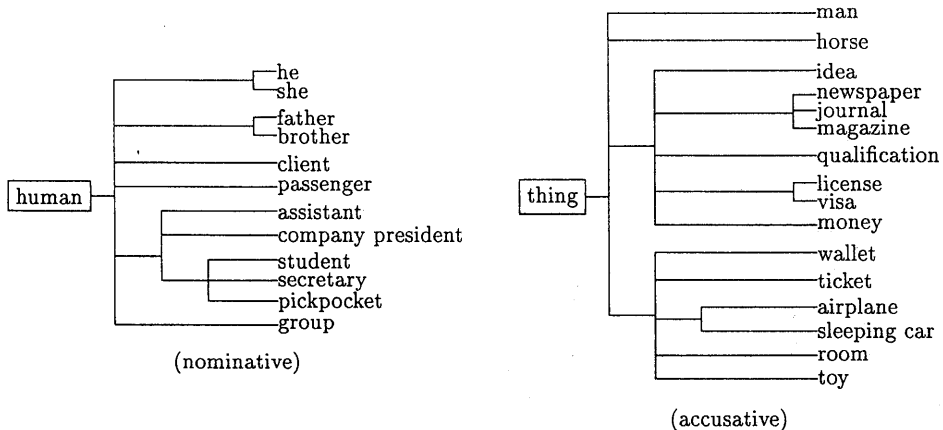 human
he
she
father
brother
client
passenger
assistant
company president
student
secretary
pickpocket
group
(nominative)
thing
man
horse
idea
newspaper
journal
magazine
qualification
license
visa
money
wallet
ticket
airplane
sleeping car
room
toy
(accusative)